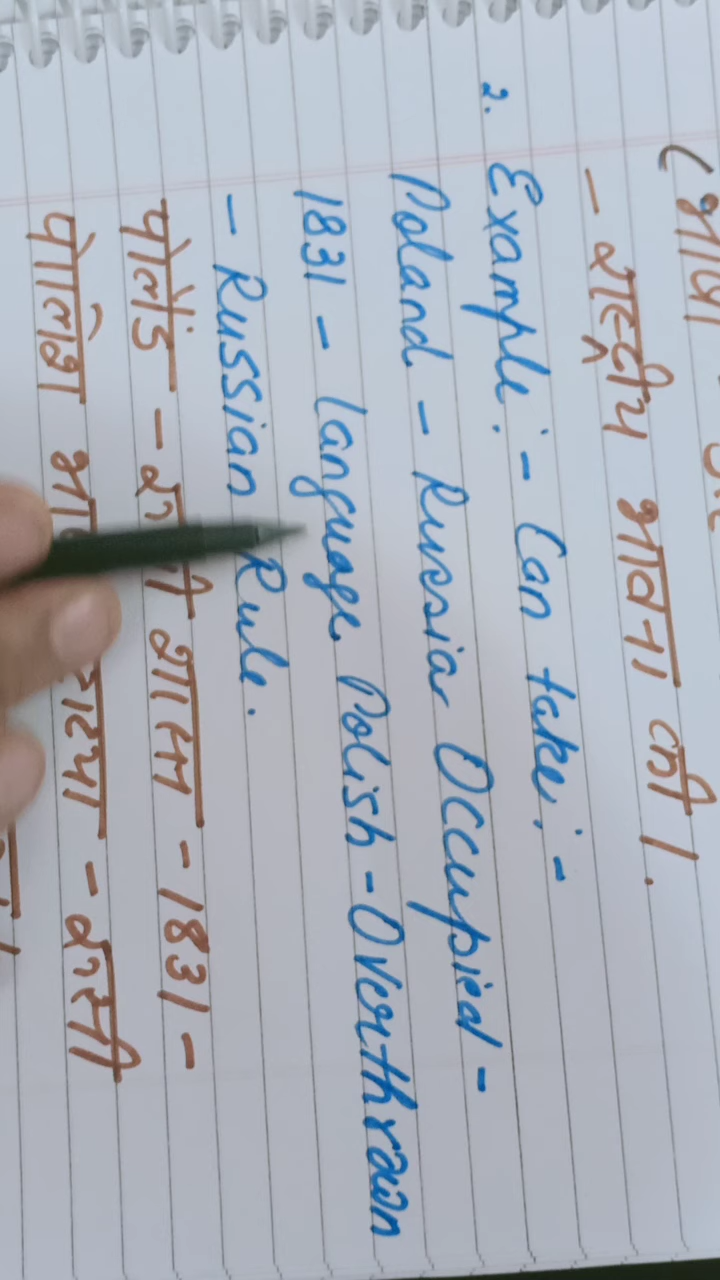 (भाषा
- राष्ट्रीय भावना की ।.
2. Example:- Can take:-
Poland - Russia Occupied -
1831 - language Polish - Overthrown
- Russian Rule.
पोलैंड - शासन - 1831 -
पोलिश - रूसी